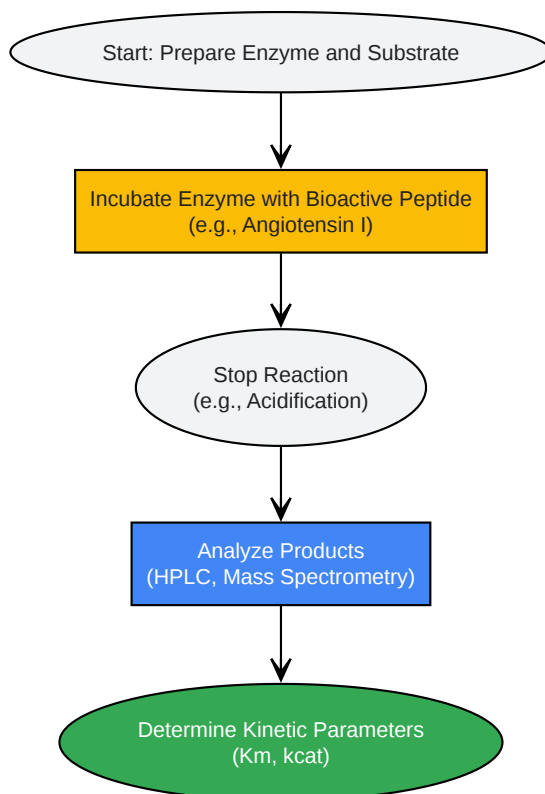 Start: Prepare Enzyme and Substrate
Incubate Enzyme with Bioactive Peptide
(e.g., Angiotensin I)
Stop Reaction
(e.g., Acidification)
Analyze Products
(HPLC, Mass Spectrometry)
Determine Kinetic Parameters
(Km, kcat)